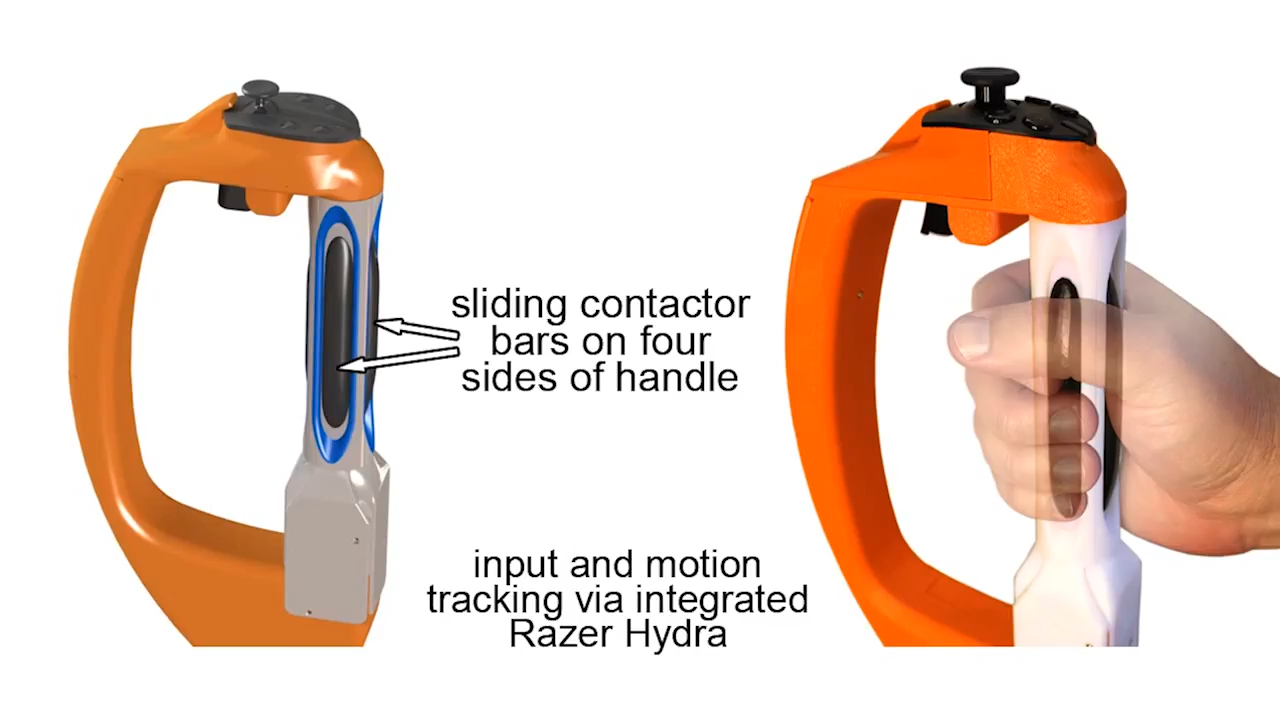 sliding contactor
bars on four
sides of handle
input and motion
tracking via integrated
Razer Hydra